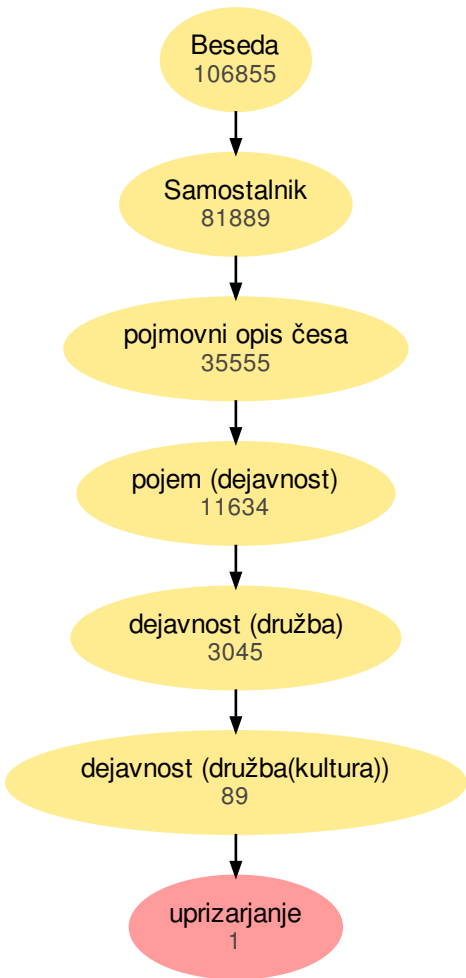 Beseda
106855
Samostalnik
81889
pojmovni opis česa
35555
pojem (dejavnost)
11634
dejavnost (družba)
3045
dejavnost (družba(kultura))
89
uprizarjanje
1